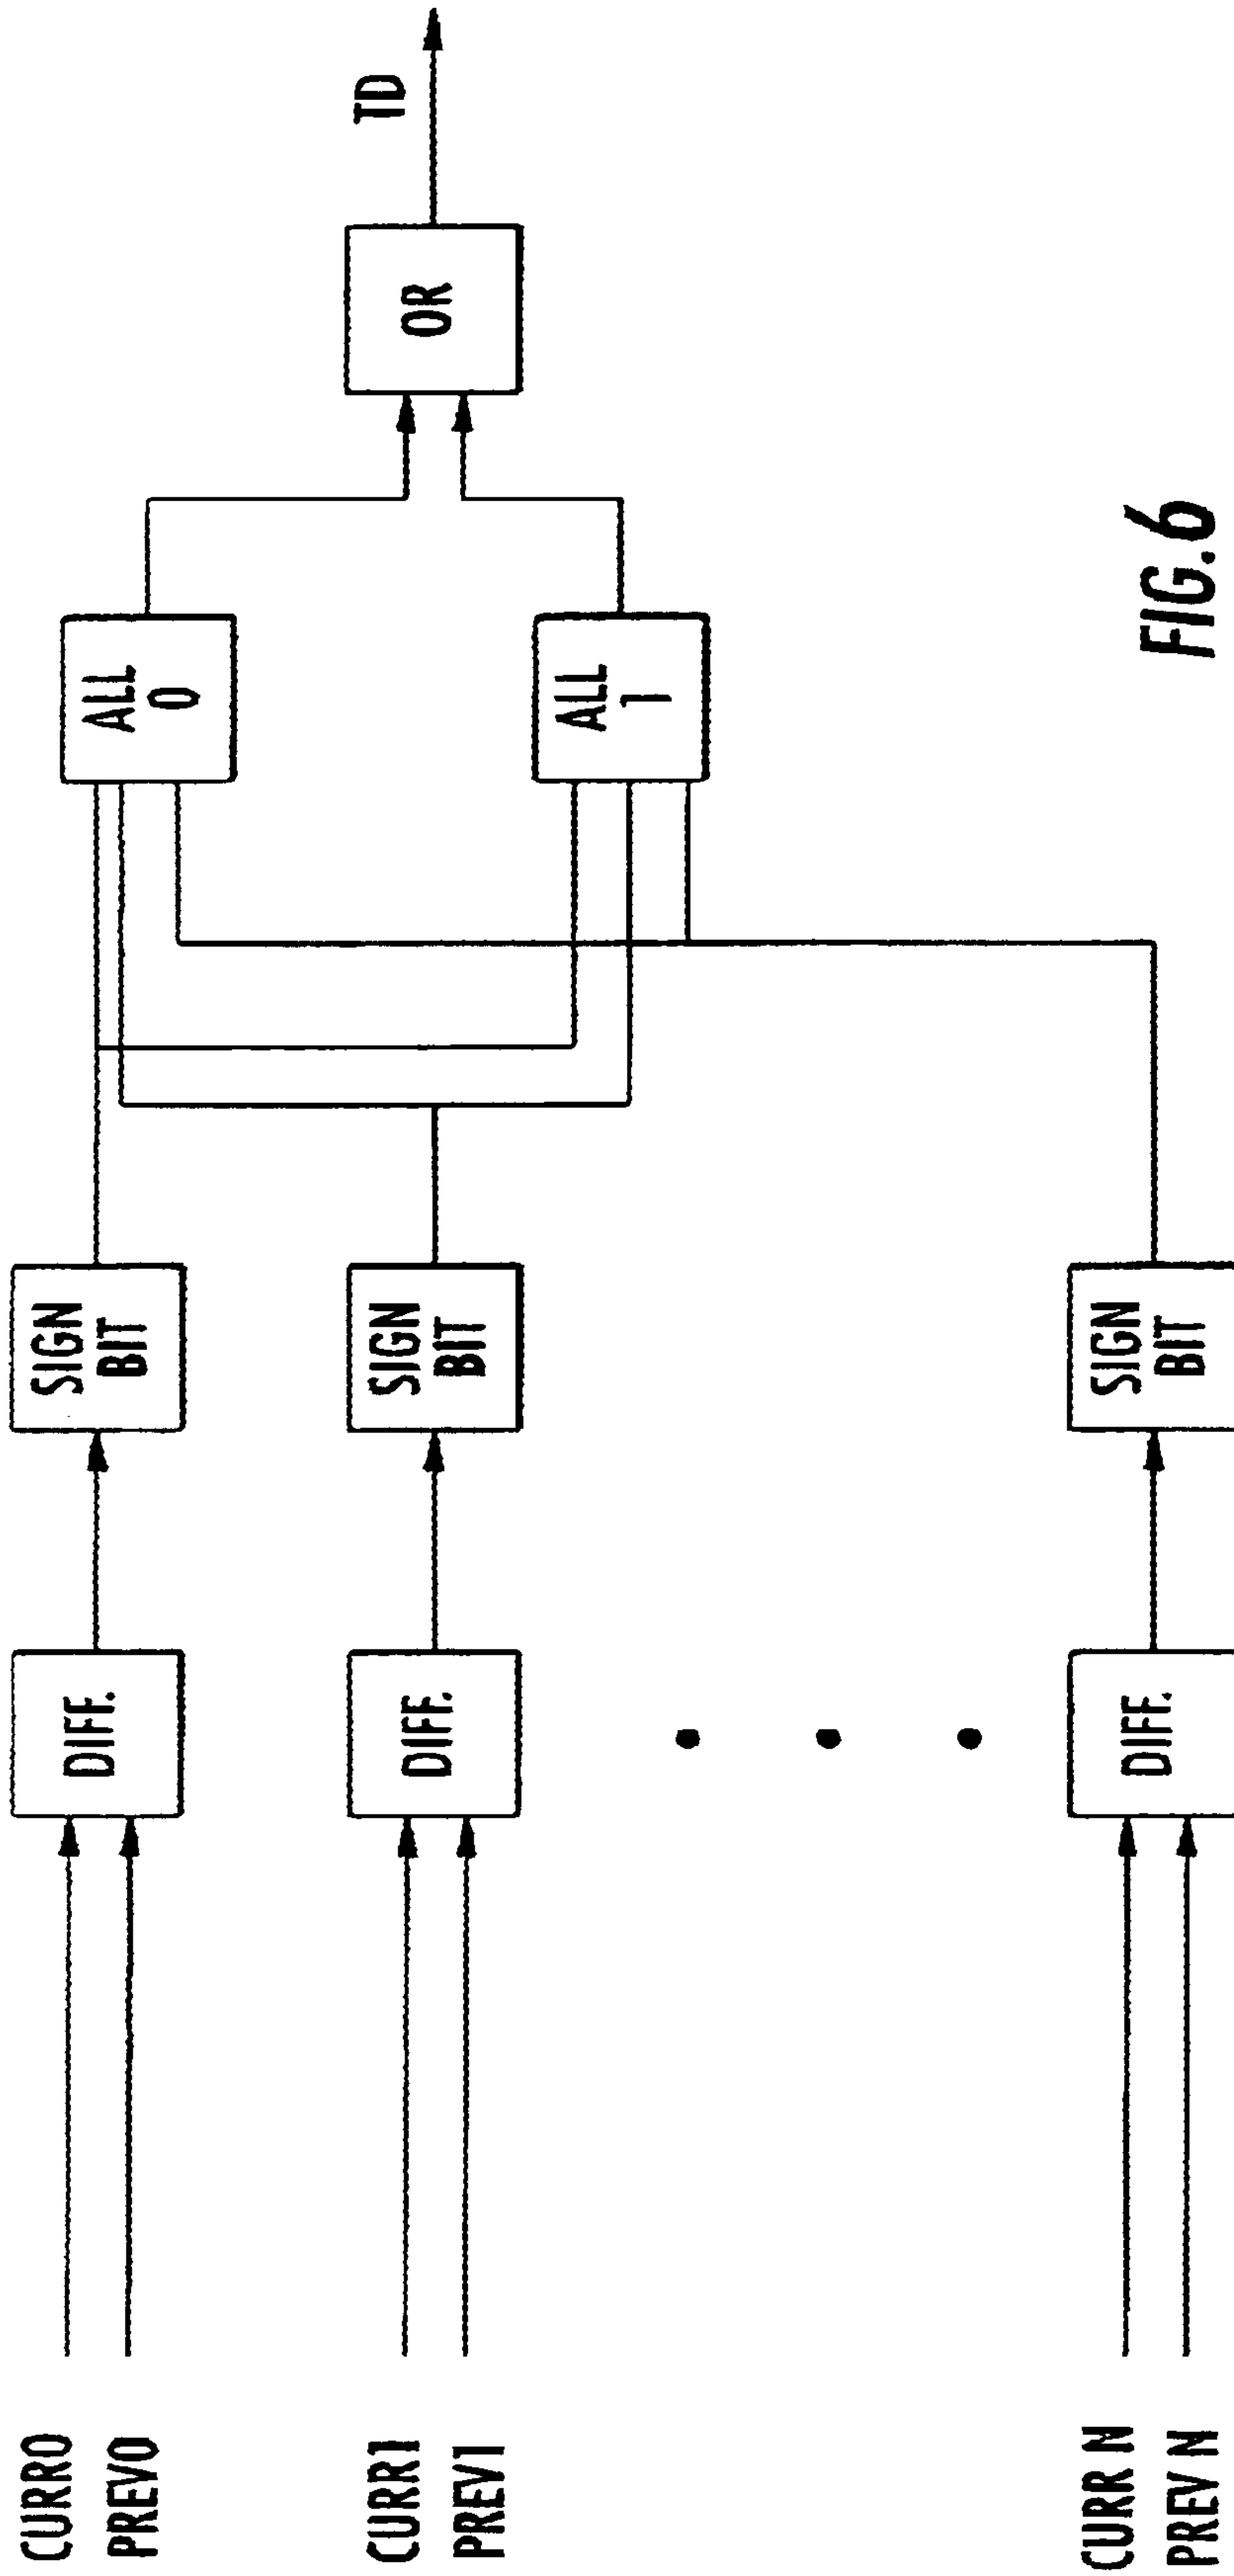 CURR0
PREV0
DIFF.
SIGN
BIT
CURR1
PREV1
DIFF.
SIGN
BIT
CURR N
PREV N
DIFF.
SIGN
BIT
ALL
0
ALL
1
OR
TD
FIG.6